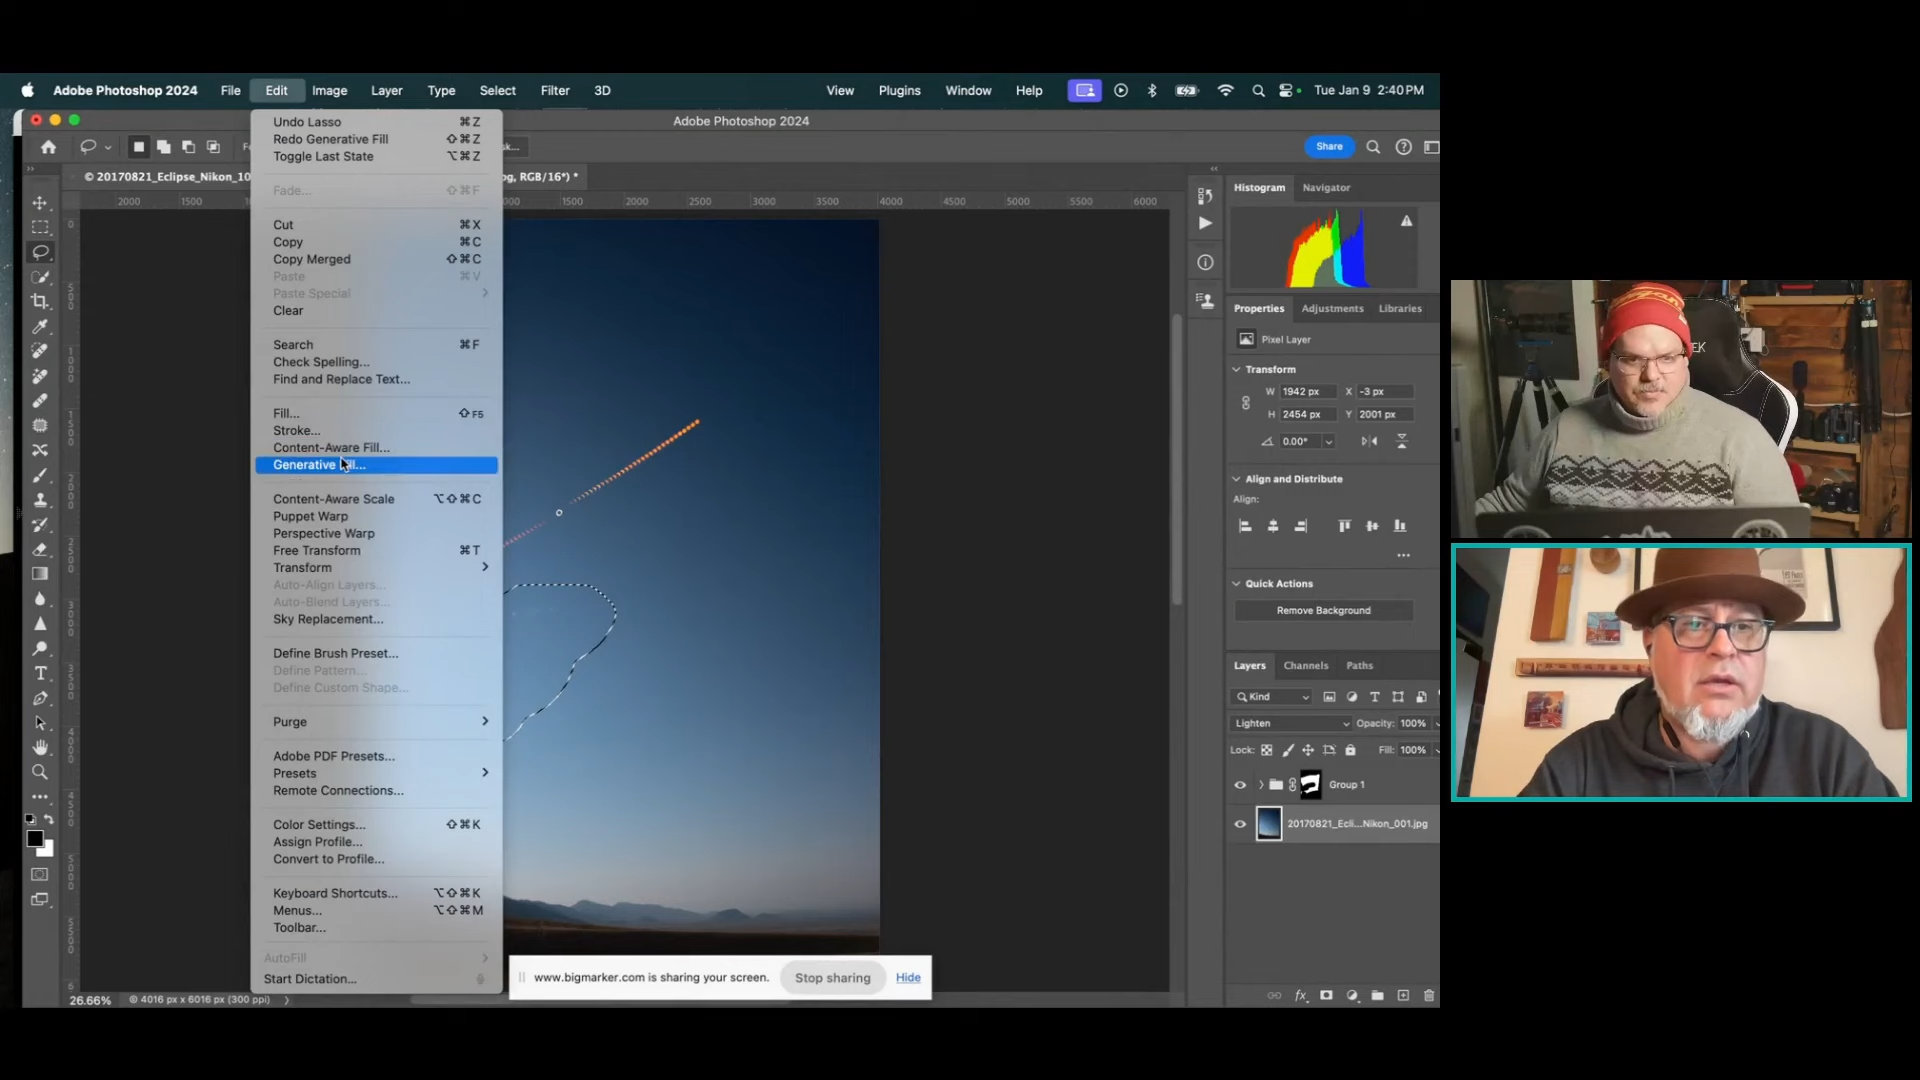 Adobe Photoshop 2024 File Edit Image Layer Type Select Filter 3D View Plugins Window Help Tue Jan 9 2:40 PM
Adobe Photoshop 2024
Share
© 20170821_Eclipse_Nikon_10
og, RGB/16*) *
2000 1500 1500 2000 2500 3000 3500 4000 4500 5000 5500 6000
Undo Lasso ⌘Z
Redo Generative Fill ⇧⌘Z
Toggle Last State ⌥⌘Z
Fade... ⇧⌘F
Cut ⌘X
Copy ⌘C
Copy Merged ⇧⌘C
Paste ⌘V
Paste Special
Clear
Search ⌘F
Check Spelling...
Find and Replace Text...
Fill... ⇧F5
Stroke...
Content-Aware Fill...
Generative Fill...
Content-Aware Scale ⌥⇧⌘C
Puppet Warp
Perspective Warp
Free Transform ⌘T
Transform
Auto-Align Layers...
Auto-Blend Layers...
Sky Replacement...
Define Brush Preset...
Define Pattern...
Define Custom Shape...
Purge
Adobe PDF Presets...
Presets
Remote Connections...
Color Settings... ⇧⌘K
Assign Profile...
Convert to Profile...
Keyboard Shortcuts... ⌥⇧⌘K
Menus... ⌥⇧⌘M
Toolbar...
AutoFill
Start Dictation...
26.66% 4016 px x 6016 px (300 ppi)
www.bigmarker.com is sharing your screen. Stop sharing Hide
Histogram Navigator
Properties Adjustments Libraries
Pixel Layer
Transform
W 1942 px X -3 px
H 2454 px Y 2001 px
0.00°
Align and Distribute
Align:
Quick Actions
Remove Background
Layers Channels Paths
Kind
Lighten Opacity: 100%
Lock: Fill: 100%
Group 1
20170821_Ecli...Nikon_001.jpg